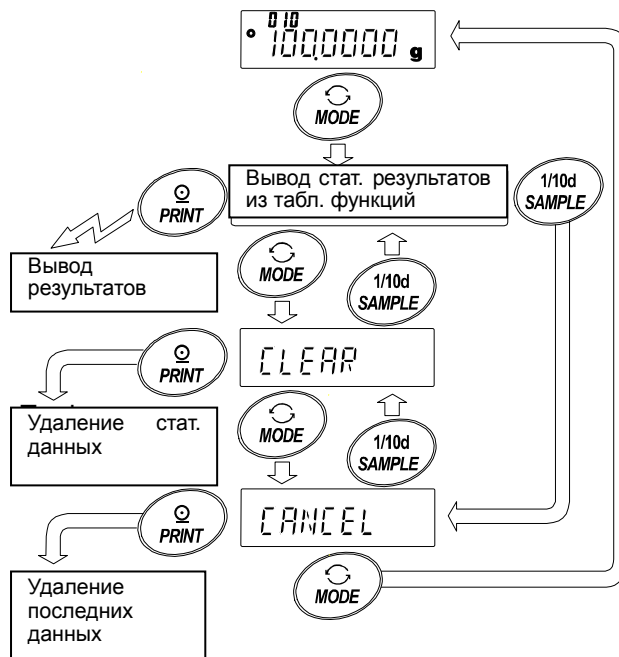 010
100.0000 g
MODE
Вывод стат. результатов
из табл. функций
PRINT
1/10d
SAMPLE
Вывод
результатов
MODE
1/10d
SAMPLE
CLEAR
PRINT
Удаление стат.
данных
MODE
1/10d
SAMPLE
CANCEL
PRINT
Удаление
последних
данных
MODE